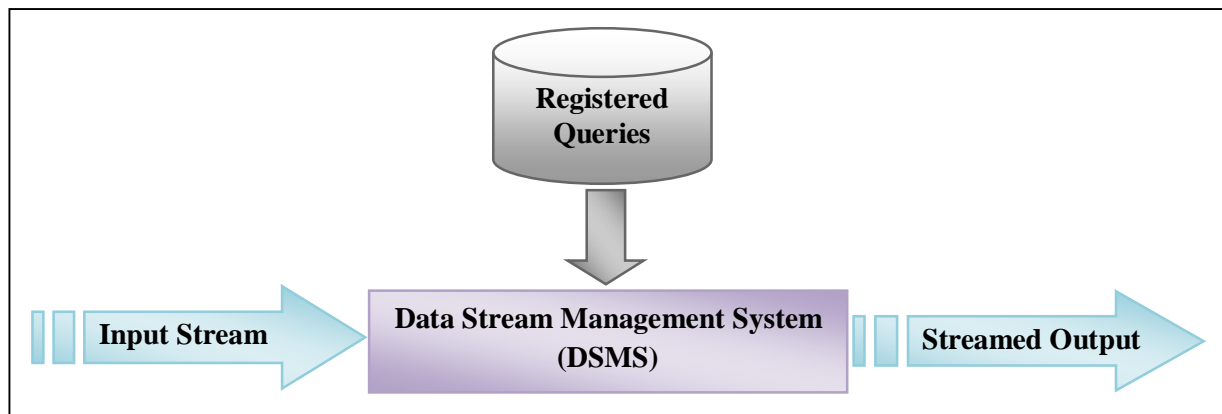 Registered
Queries
Input Stream
Data Stream Management System
(DSMS)
Streamed Output